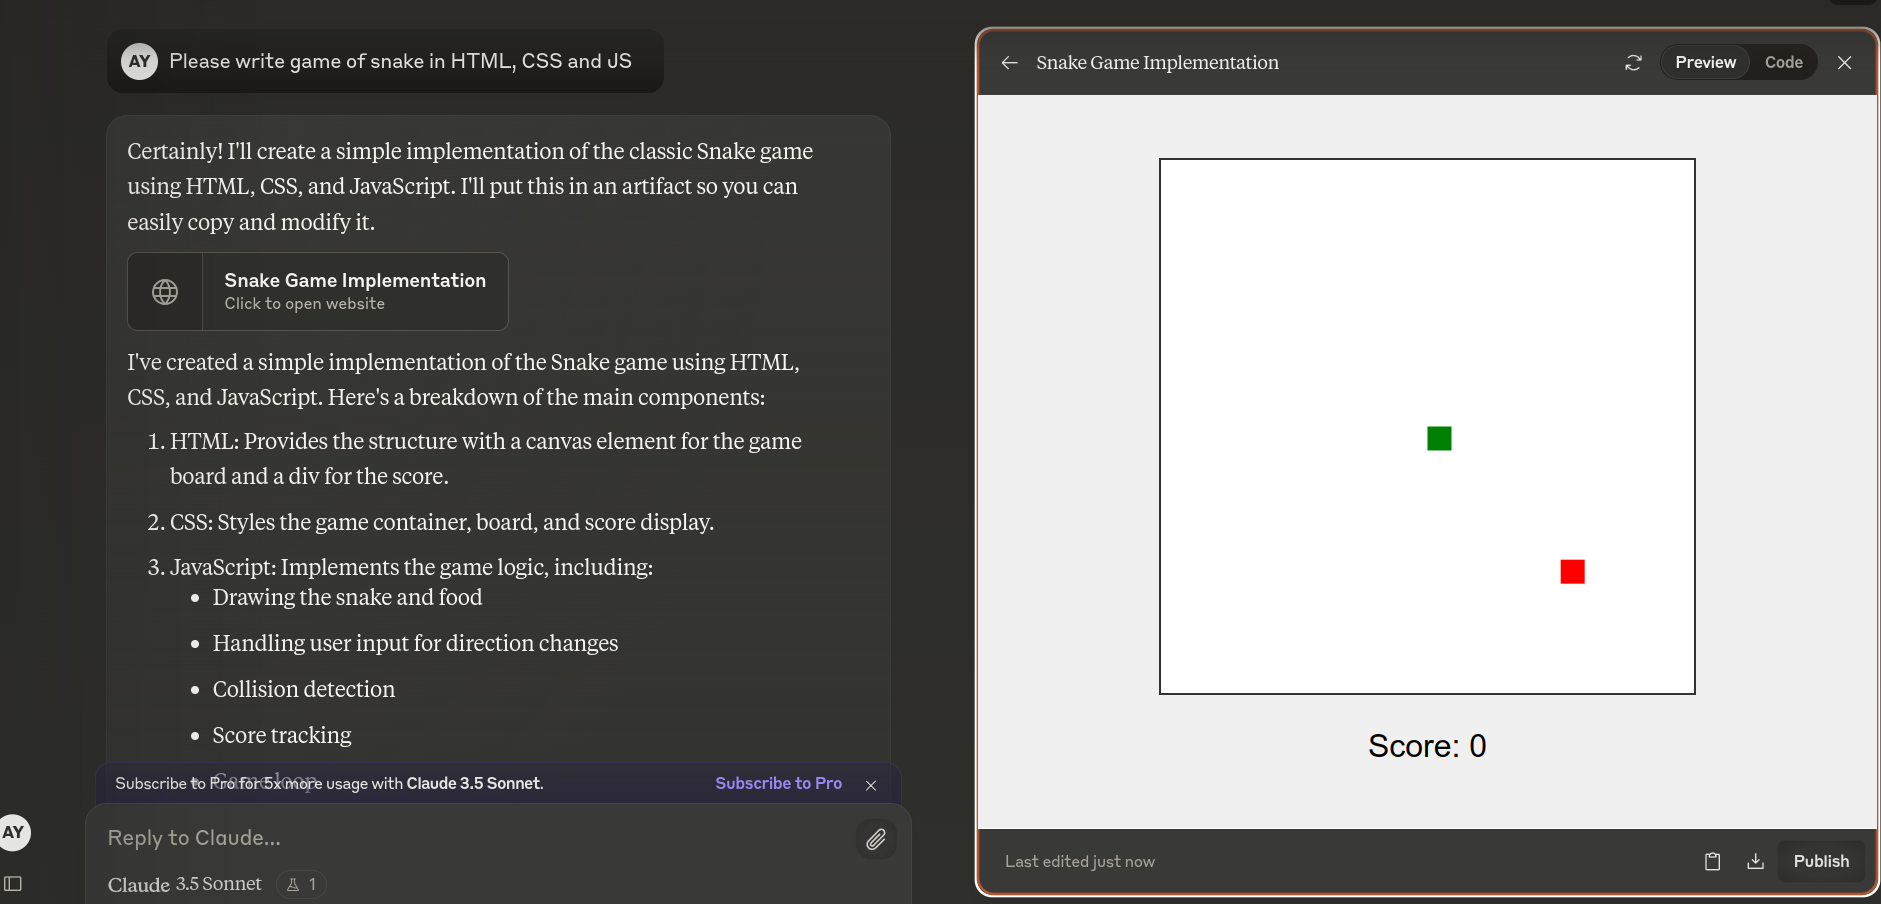 AY Please write game of snake in HTML, CSS and JS
Certainly! I'll create a simple implementation of the classic Snake game
using HTML, CSS, and JavaScript. I'll put this in an artifact so you can
easily copy and modify it.
Snake Game Implementation
Click to open website
I've created a simple implementation of the Snake game using HTML,
CSS, and JavaScript. Here's a breakdown of the main components:
1. HTML: Provides the structure with a canvas element for the game
board and a div for the score.
2. CSS: Styles the game container, board, and score display.
3. JavaScript: Implements the game logic, including:
• Drawing the snake and food
• Handling user input for direction changes
• Collision detection
• Score tracking
• Game loop
Subscribe to Pro for 5x more usage with Claude 3.5 Sonnet. Subscribe to Pro
AY
Reply to Claude...
Claude 3.5 Sonnet 1
Snake Game Implementation Preview Code
Score: 0
Last edited just now Publish